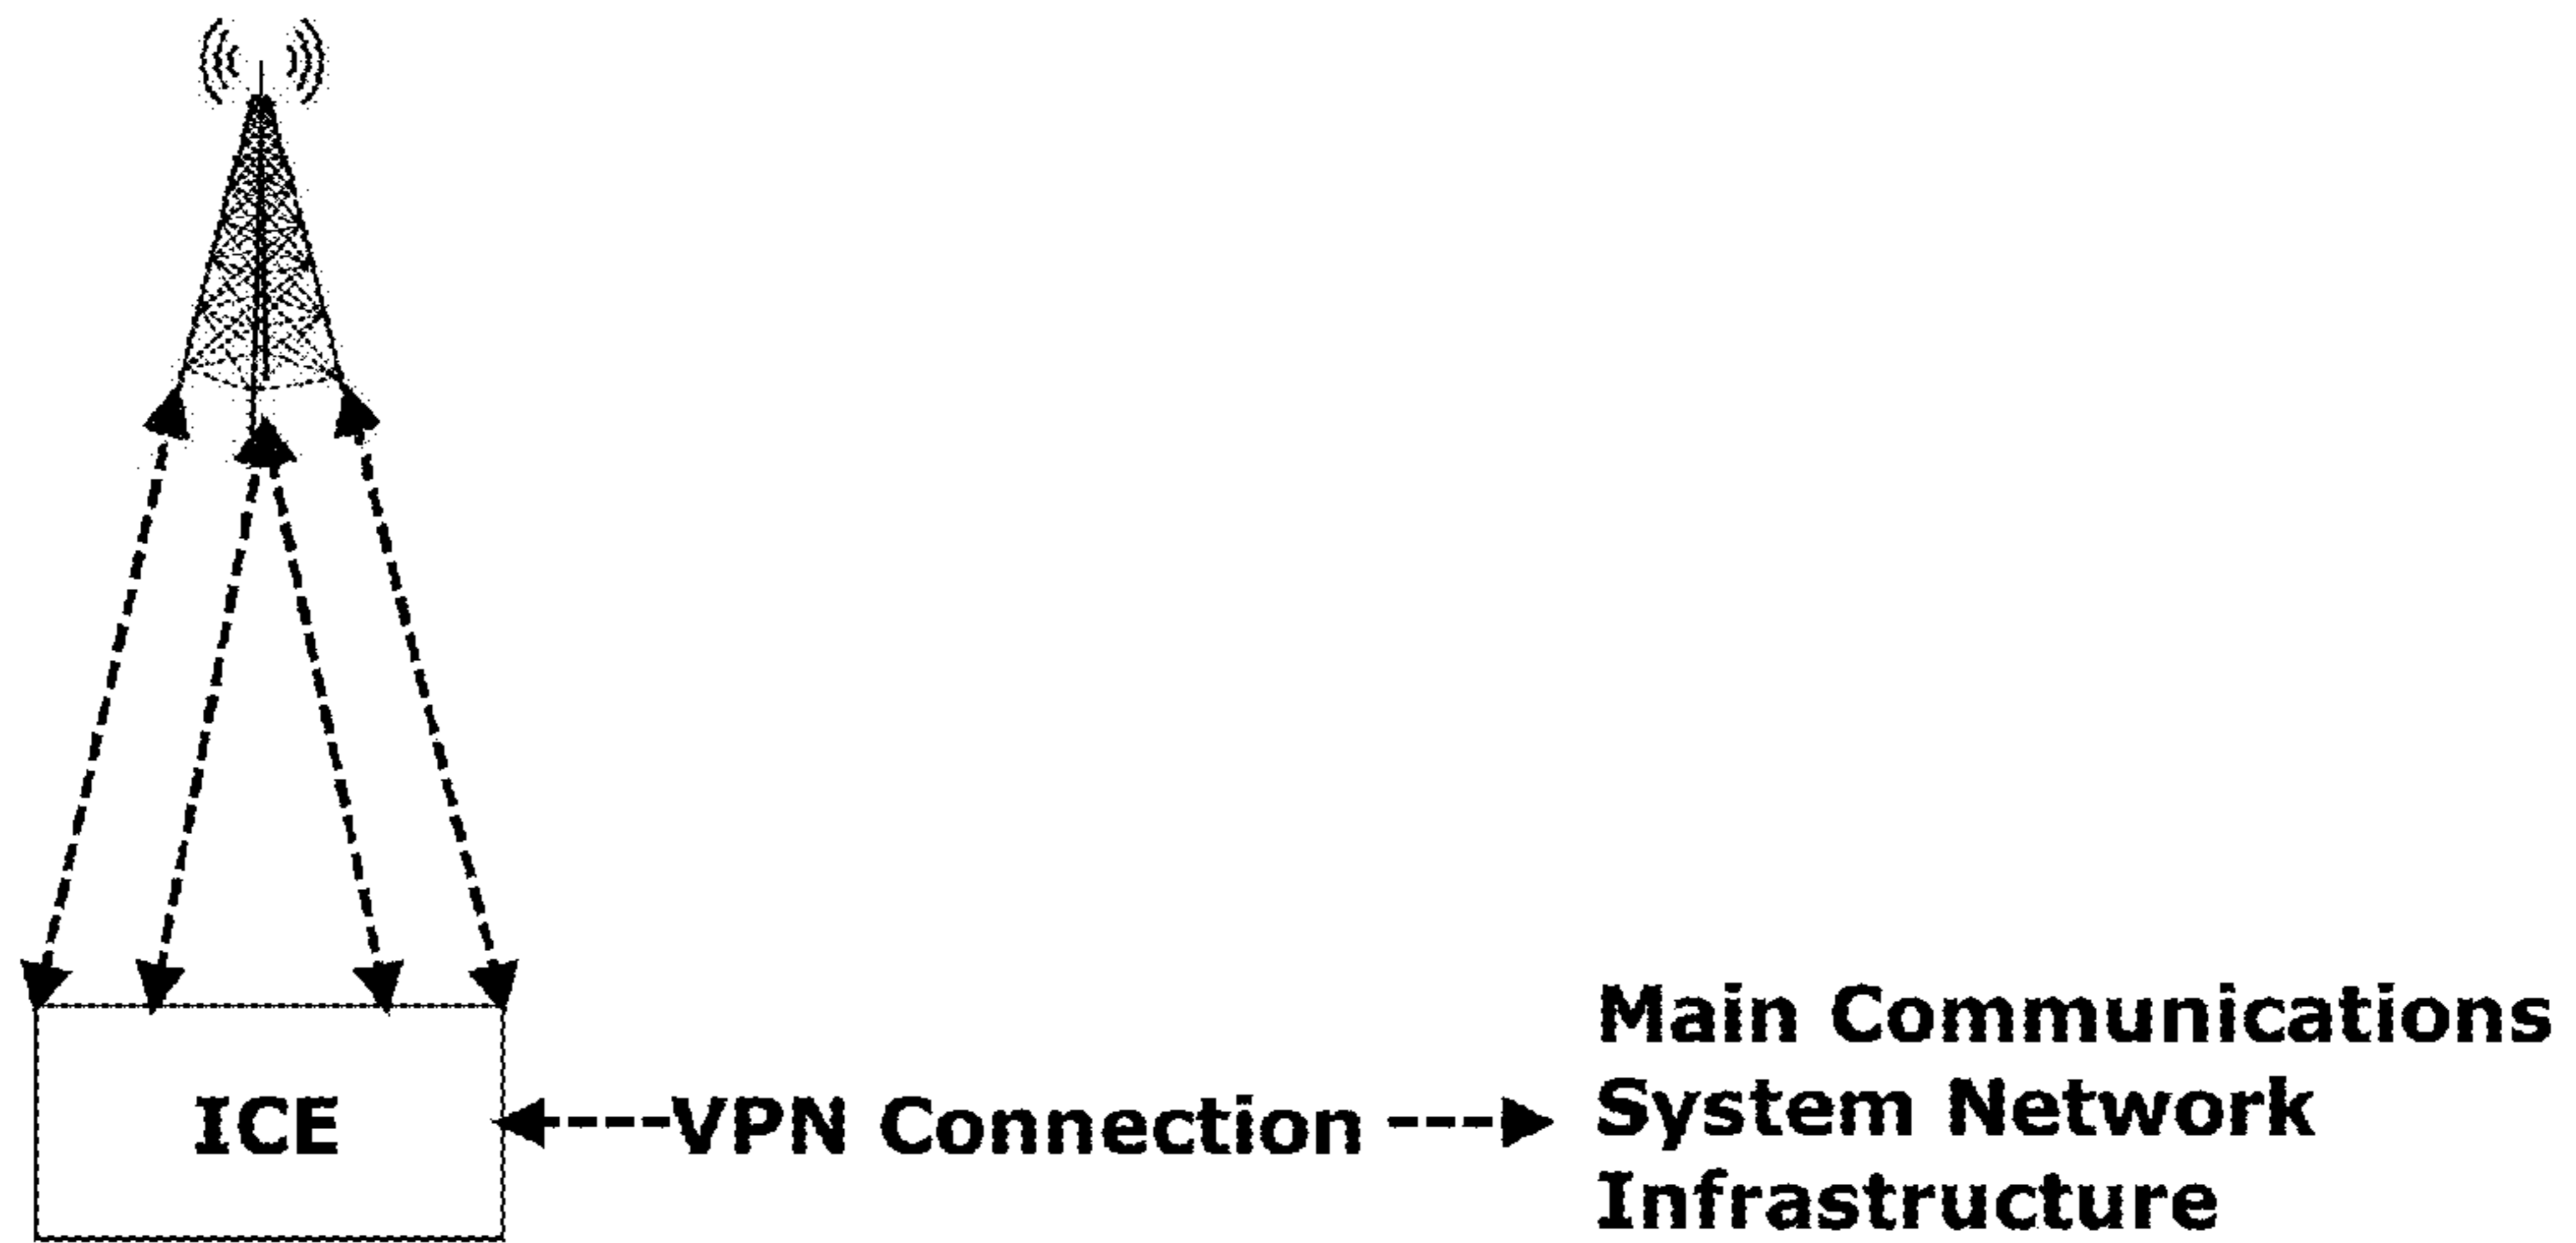 ICE
VPN Connection
Main Communications
System Network
Infrastructure